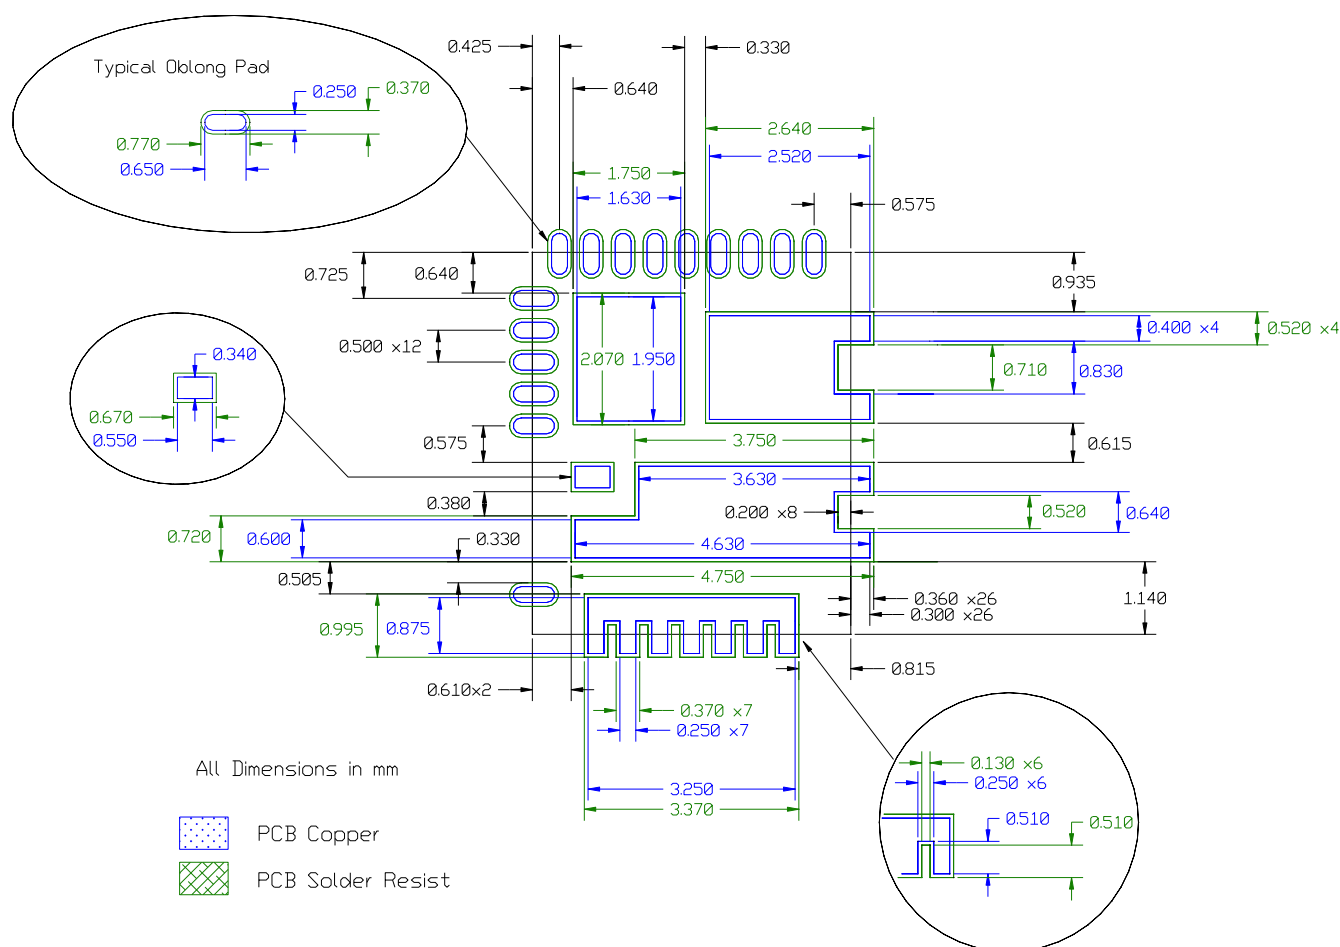 0.425
0.330
Typical Oblong Pad
0.640
0.250
0.370
2.640
0.770
0.650
2.520
1.750
1.630
0.575
0.725
0.640
0.935
0.400 x4
0.520 x4
0.500 x12
0.340
2.070
1.950
0.710
0.830
0.670
0.550
0.575
3.750
0.615
3.630
0.380
0.200 x8
0.520
0.640
0.720
0.600
0.330
4.630
0.505
4.750
0.360 x26
0.300 x26
1.140
0.995
0.875
0.815
0.610x2
0.370 x7
0.250 x7
0.130 x6
0.250 x6
All Dimensions in mm
3.250
3.370
0.510
0.510
PCB Copper
PCB Solder Resist